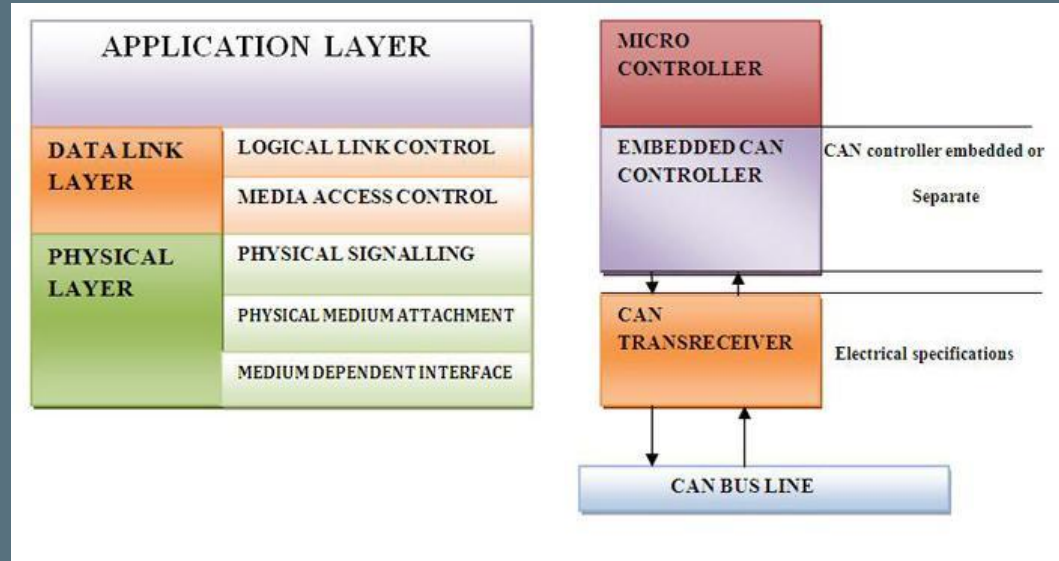 APPLICATION LAYER
DATA LINK
LAYER
LOGICAL LINK CONTROL
MEDIA ACCESS CONTROL
PHYSICAL
LAYER
PHYSICAL SIGNALLING
PHYSICAL MEDIUM ATTACHMENT
MEDIUM DEPENDENT INTERFACE
MICRO
CONTROLLER
EMBEDDED CAN
CONTROLLER
CAN controller embedded or
Separate
CAN
TRANSRECEIVER
Electrical specifications
CAN BUS LINE